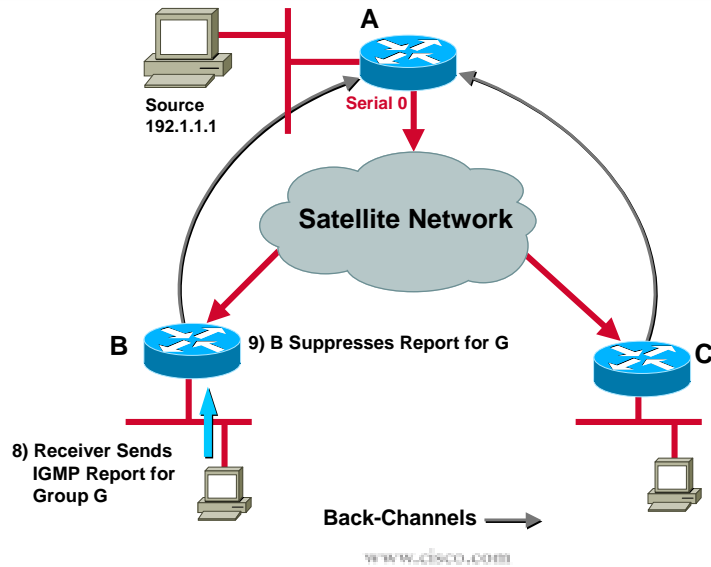 A
Source
192.1.1.1
Serial 0
Satellite Network
B
9) B Suppresses Report for G
C
8) Receiver Sends
IGMP Report for
Group G
Back-Channels
www.cisco.com